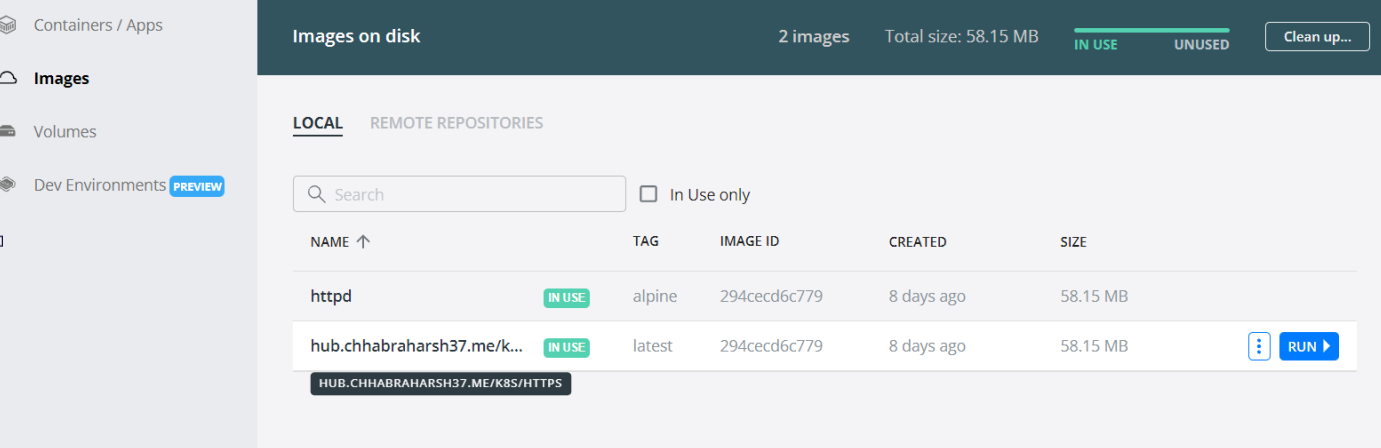 Containers / Apps
Images
Volumes
Dev Environments PREVIEW
Images on disk 2 images Total size: 58.15 MB IN USE UNUSED Clean up...
LOCAL REMOTE REPOSITORIES
Search In Use only
NAME TAG IMAGE ID CREATED SIZE
httpd IN USE alpine 294cecd6c779 8 days ago 58.15 MB
hub.chhabraharsh37.me/k... IN USE latest 294cecd6c779 8 days ago 58.15 MB RUN
HUB.CHHABRAHARSH37.ME/K8S/HTTPS